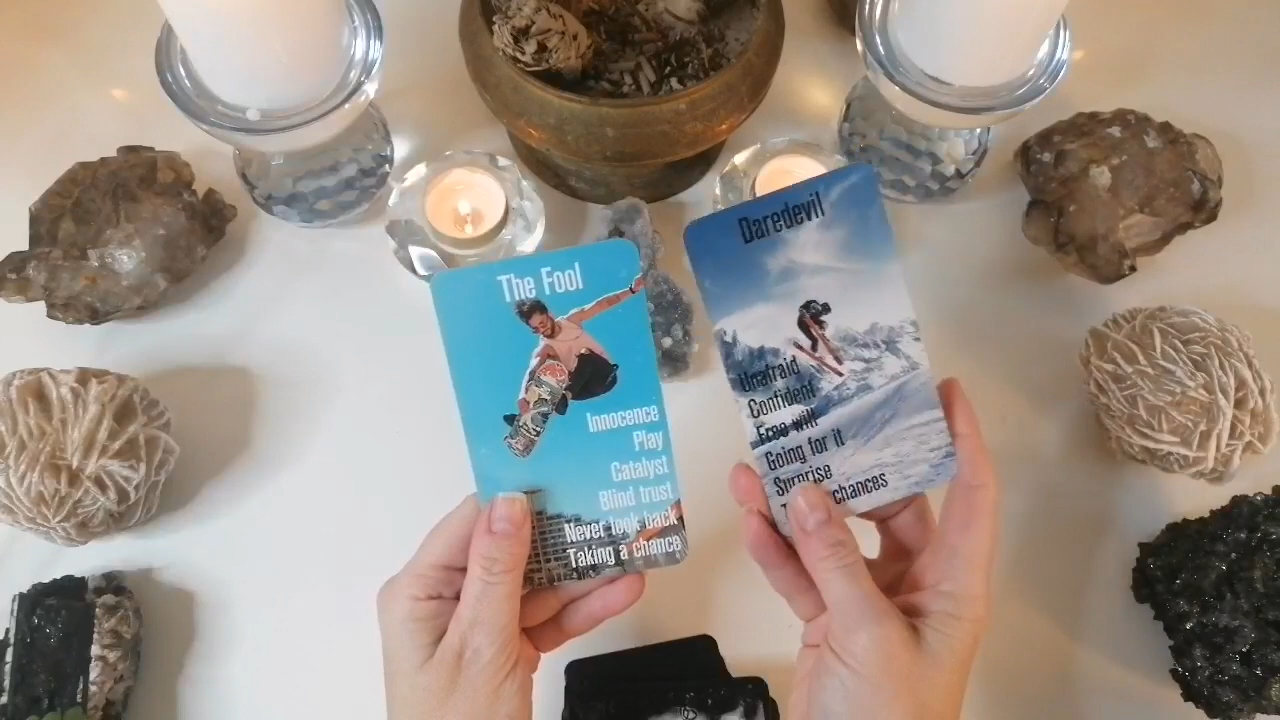 The Fool
Innocence
Play
Catalyst
Blind trust
Never look back
Taking a chance
Daredevil
Unafraid
Confident
Free will
Going for it
Surprise
chances